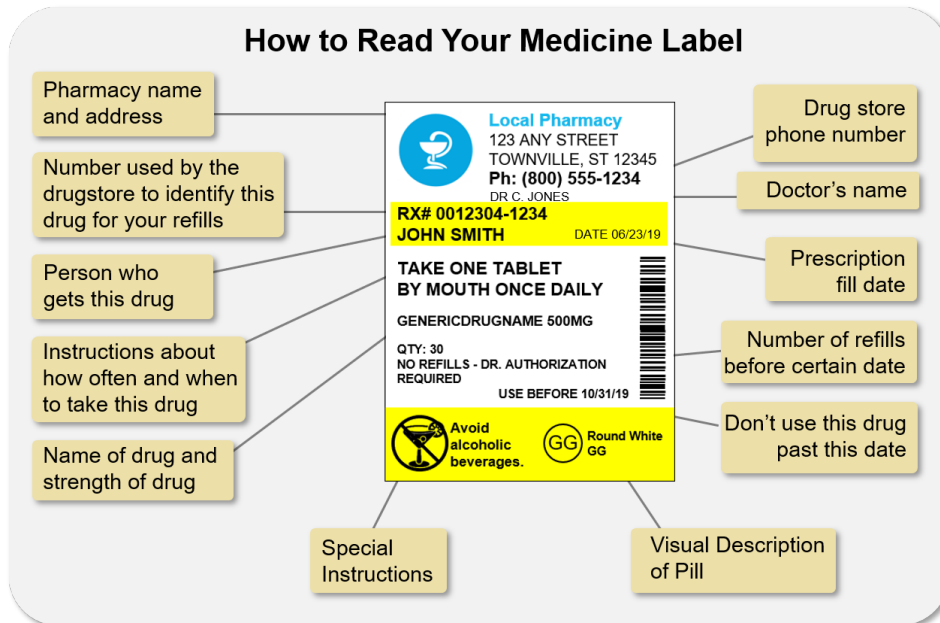 How to Read Your Medicine Label
Pharmacy name
and address
Number used by the
drugstore to identify this
drug for your refills
Person who
gets this drug
Instructions about
how often and when
to take this drug
Name of drug and
strength of drug
Local Pharmacy
123 ANY STREET
TOWNVILLE, ST 12345
Ph: (800) 555-1234
DR C. JONES
RX# 0012304-1234
JOHN SMITH DATE 06/23/19
TAKE ONE TABLET
BY MOUTH ONCE DAILY
GENERICDRUGNAME 500MG
QTY: 30
NO REFILLS - DR. AUTHORIZATION
REQUIRED
USE BEFORE 10/31/19
Avoid
alcoholic
beverages.
GG
Round White
GG
Drug store
phone number
Doctor's name
Prescription
fill date
Number of refills
before certain date
Don't use this drug
past this date
Special
Instructions
Visual Description
of Pill